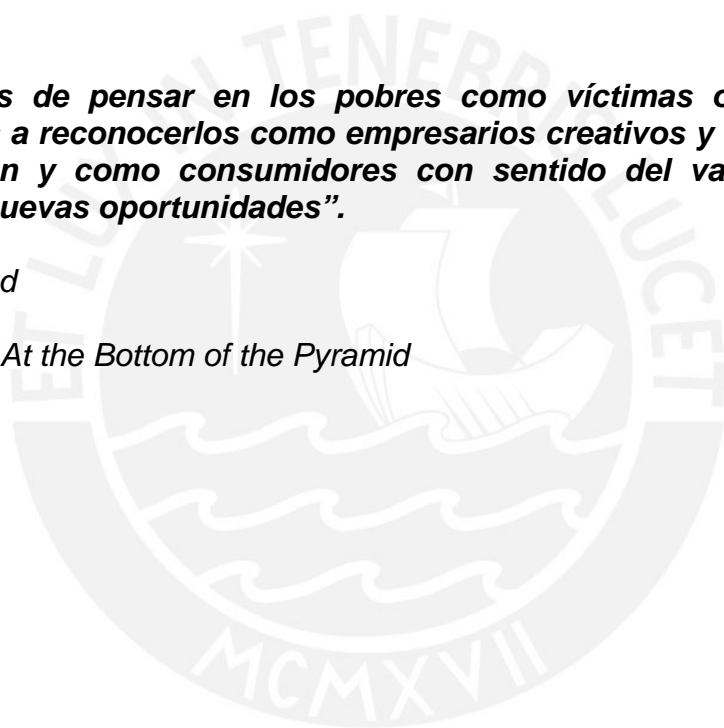 s de pensar en los pobres como víctimas o
s a reconocerlos como empresarios creativos y
n y como consumidores con sentido del va
uevas oportunidades”.
d
At the Bottom of the Pyramid
ET LUX IN TENEBRIS LUCET
MCMXVII